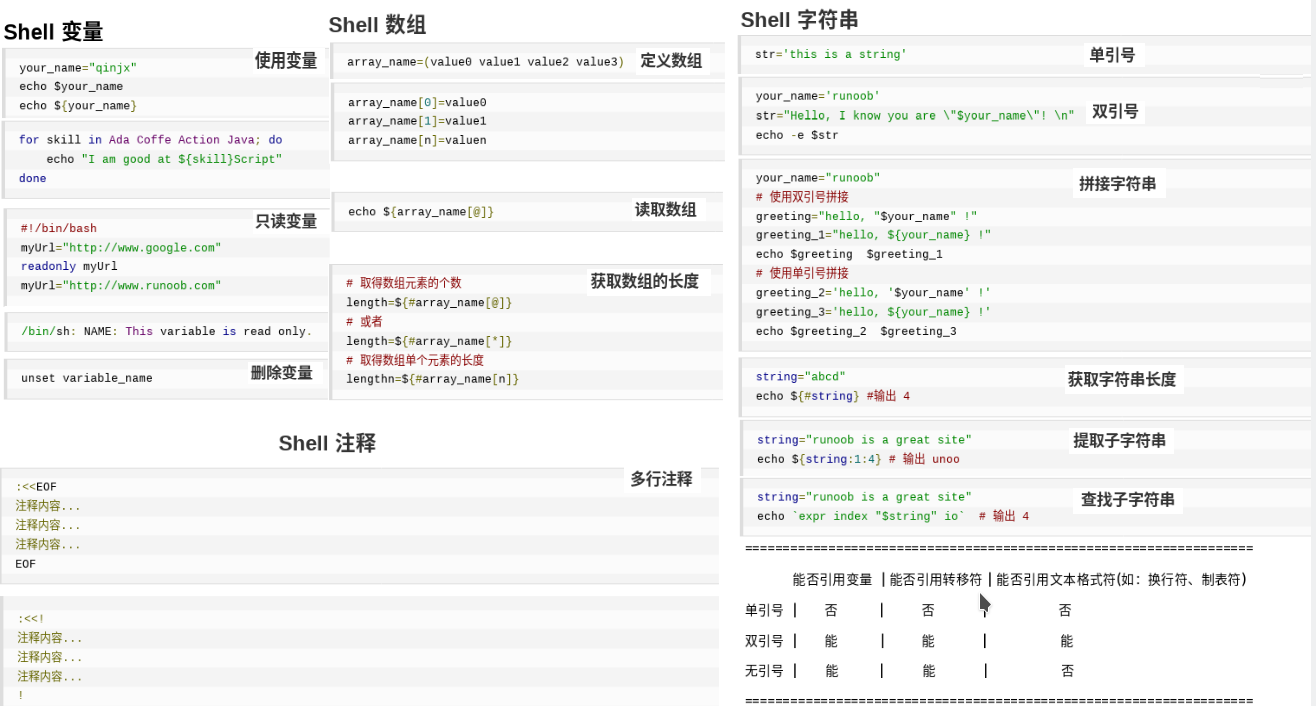 Shell 变量
使用变量
your_name="qinjx"
echo $your_name
echo ${your_name}
for skill in Ada Coffe Action Java; do
    echo "I am good at ${skill}Script"
done
只读变量
#!/bin/bash
myUrl="http://www.google.com"
readonly myUrl
myUrl="http://www.runoob.com"
/bin/sh: NAME: This variable is read only.
删除变量
unset variable_name
Shell 数组
array_name=(value0 value1 value2 value3)
定义数组
array_name[0]=value0
array_name[1]=value1
array_name[n]=valuen
echo ${array_name[@]}
读取数组
获取数组的长度
# 取得数组元素的个数
length=${#array_name[@]}
# 或者
length=${#array_name[*]}
# 取得数组单个元素的长度
lengthn=${#array_name[n]}
Shell 注释
多行注释
:<<EOF
注释内容...
注释内容...
注释内容...
EOF
:<<!
注释内容...
注释内容...
注释内容...
!
Shell 字符串
str='this is a string'
单引号
your_name='runoob'
str="Hello, I know you are \"$your_name\"! \n"
echo -e $str
双引号
拼接字符串
your_name="runoob"
# 使用双引号拼接
greeting="hello, "$your_name" !"
greeting_1="hello, ${your_name} !"
echo $greeting  $greeting_1
# 使用单引号拼接
greeting_2='hello, '$your_name' !'
greeting_3='hello, ${your_name} !'
echo $greeting_2  $greeting_3
获取字符串长度
string="abcd"
echo ${#string} #输出 4
提取子字符串
string="runoob is a great site"
echo ${string:1:4} # 输出 unoo
查找子字符串
string="runoob is a great site"
echo `expr index "$string" io`  # 输出 4
=====================================================================
能否引用变量 | 能否引用转移符 | 能否引用文本格式符(如：换行符、制表符)
单引号 | 否 | 否 | 否
双引号 | 能 | 能 | 能
无引号 | 能 | 能 | 否
=====================================================================